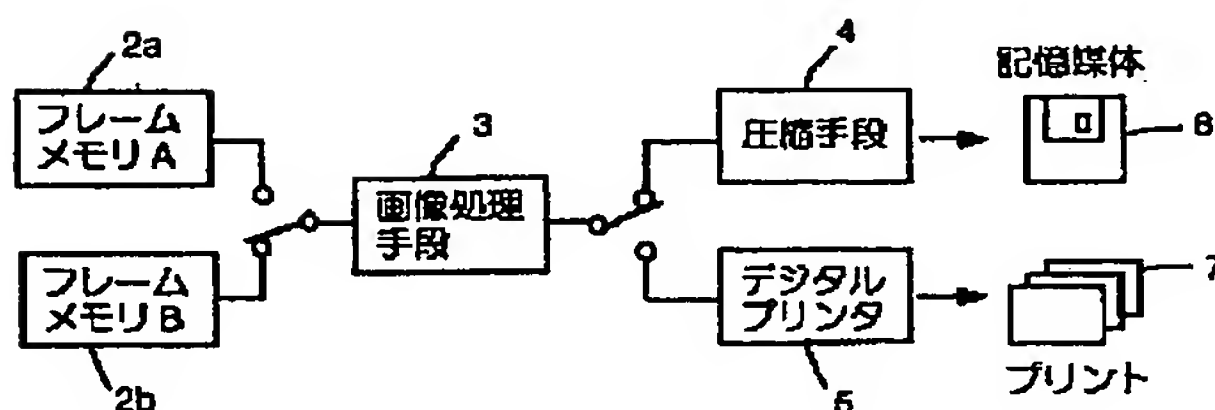 2a
フレーム
メモリ A
3
画像処理
手段
4
圧縮手段
記憶媒体
6
フレーム
メモリ B
2b
デジタル
プリンタ
5
7
プリント